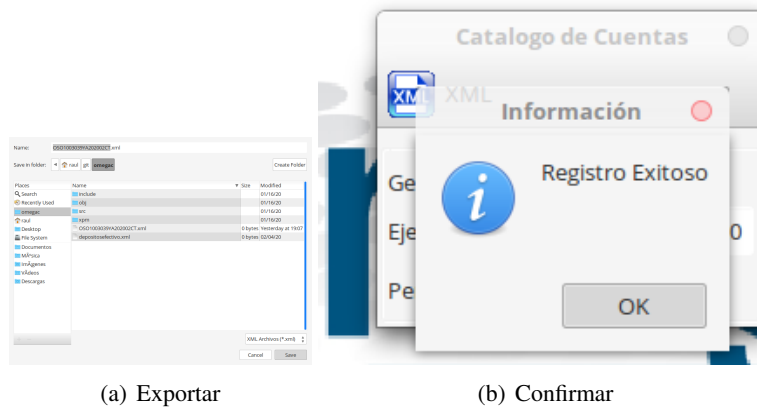 Name: OSO1003039YA202002CT.xml
Save in folder: raul git omegac Create Folder
Places Name Size Modified
Search include 01/16/20
Recently Used obj 01/16/20
omegac src 01/16/20
raul xpm 01/16/20
Desktop OSO1003039YA202002CT.xml 0 bytes Yesterday at 19:07
File System depositosefectivo.xml 0 bytes 02/04/20
Documentos
MÃºsica
ImÃ¡genes
VÃ­deos
Descargas
XML Archivos (*.xml)
Cancel Save
(a) Exportar
Catalogo de Cuentas
XML XML
Información
Registro Exitoso
Ge
Eje 0
Pe
OK
(b) Confirmar